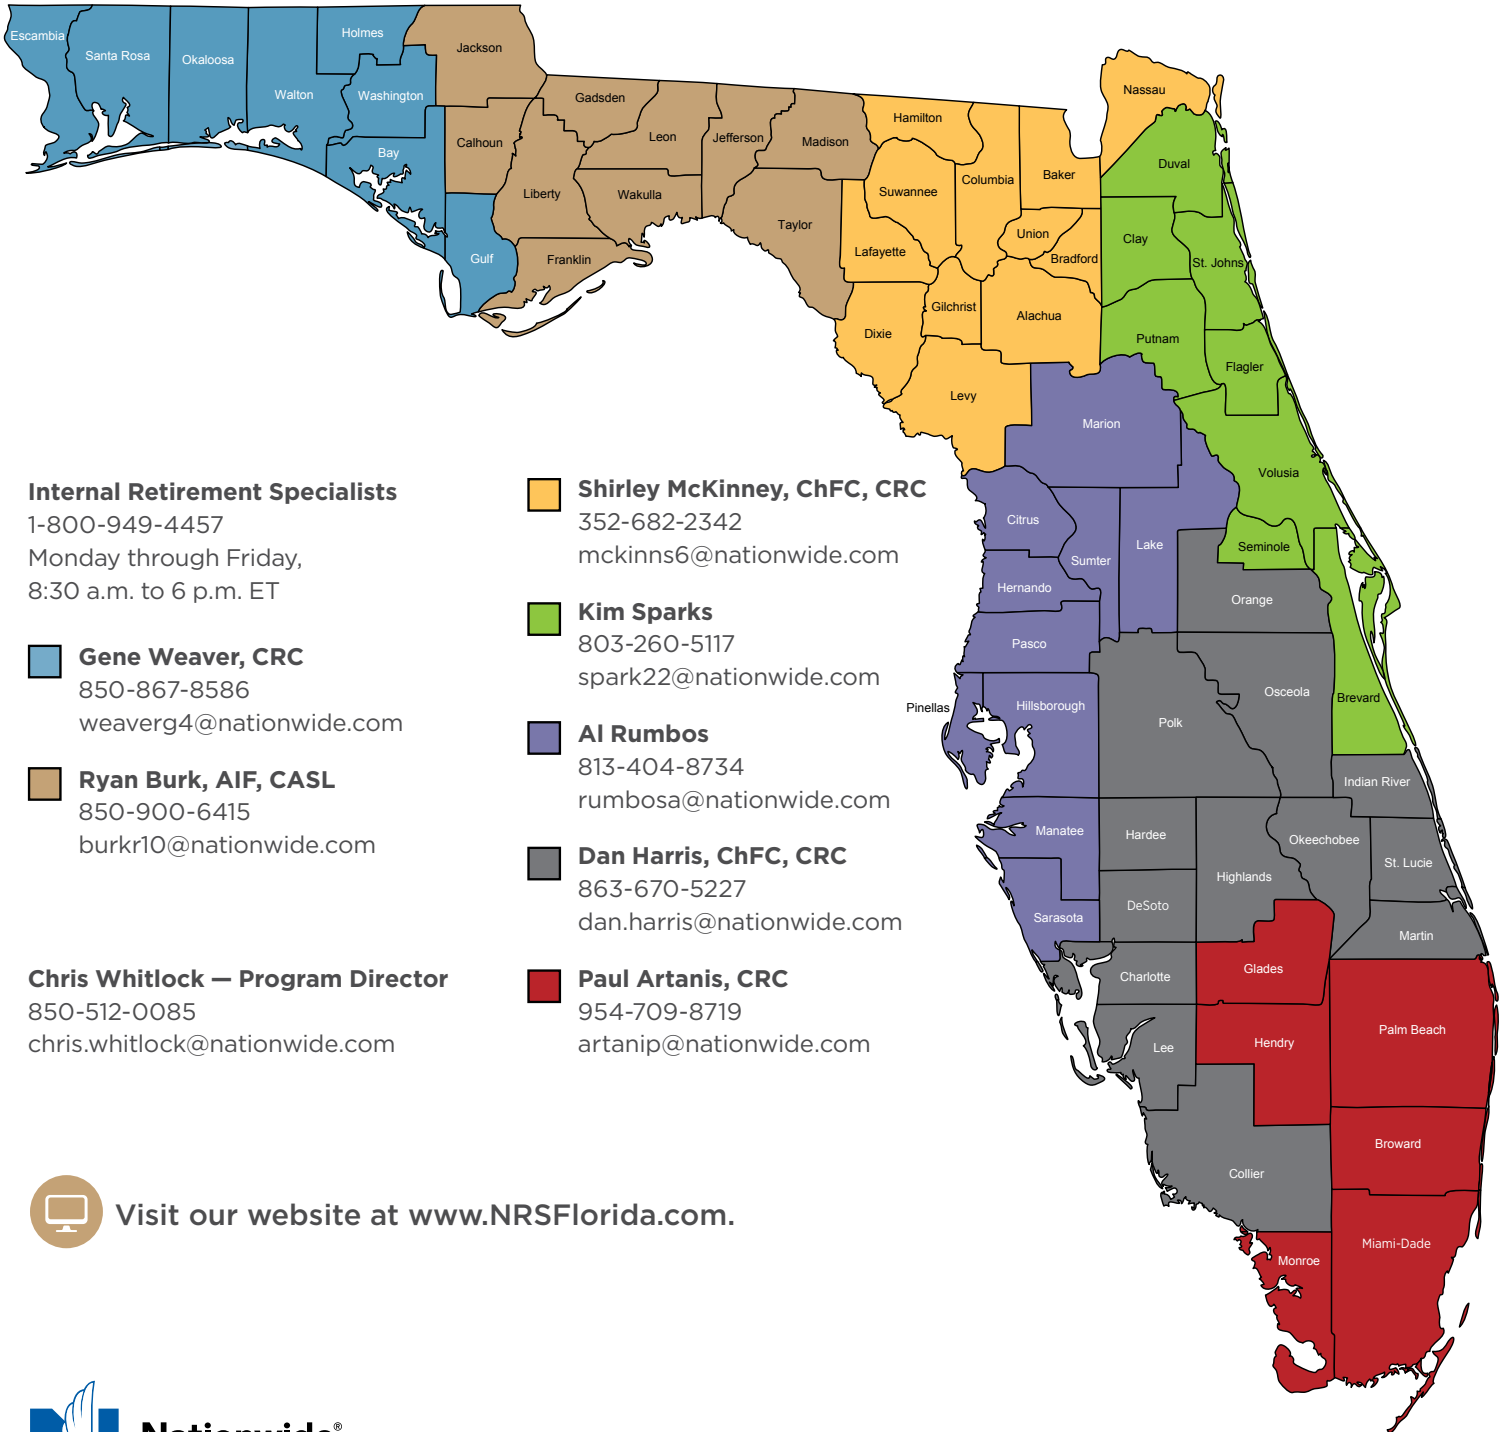 Escambia
Santa Rosa
Okaloosa
Walton
Holmes
Washington
Bay
Jackson
Calhoun
Gulf
Gadsden
Liberty
Franklin
Leon
Wakulla
Jefferson
Madison
Taylor
Hamilton
Suwannee
Lafayette
Columbia
Baker
Union
Bradford
Gilchrist
Alachua
Dixie
Levy
Nassau
Duval
Clay
St. Johns
Putnam
Flagler
Volusia
Marion
Citrus
Sumter
Lake
Seminole
Hernando
Orange
Pasco
Pinellas
Hillsborough
Polk
Osceola
Brevard
Indian River
Manatee
Hardee
Okeechobee
St. Lucie
Highlands
DeSoto
Sarasota
Martin
Charlotte
Glades
Palm Beach
Lee
Hendry
Broward
Collier
Miami-Dade
Monroe
Internal Retirement Specialists
1-800-949-4457
Monday through Friday,
8:30 a.m. to 6 p.m. ET
Gene Weaver, CRC
850-867-8586
weaverg4@nationwide.com
Ryan Burk, AIF, CASL
850-900-6415
burkr10@nationwide.com
Chris Whitlock — Program Director
850-512-0085
chris.whitlock@nationwide.com
Shirley McKinney, ChFC, CRC
352-682-2342
mckinns6@nationwide.com
Kim Sparks
803-260-5117
spark22@nationwide.com
Al Rumbos
813-404-8734
rumbosa@nationwide.com
Dan Harris, ChFC, CRC
863-670-5227
dan.harris@nationwide.com
Paul Artanis, CRC
954-709-8719
artanip@nationwide.com
Visit our website at www.NRSFlorida.com.
Nationwide®